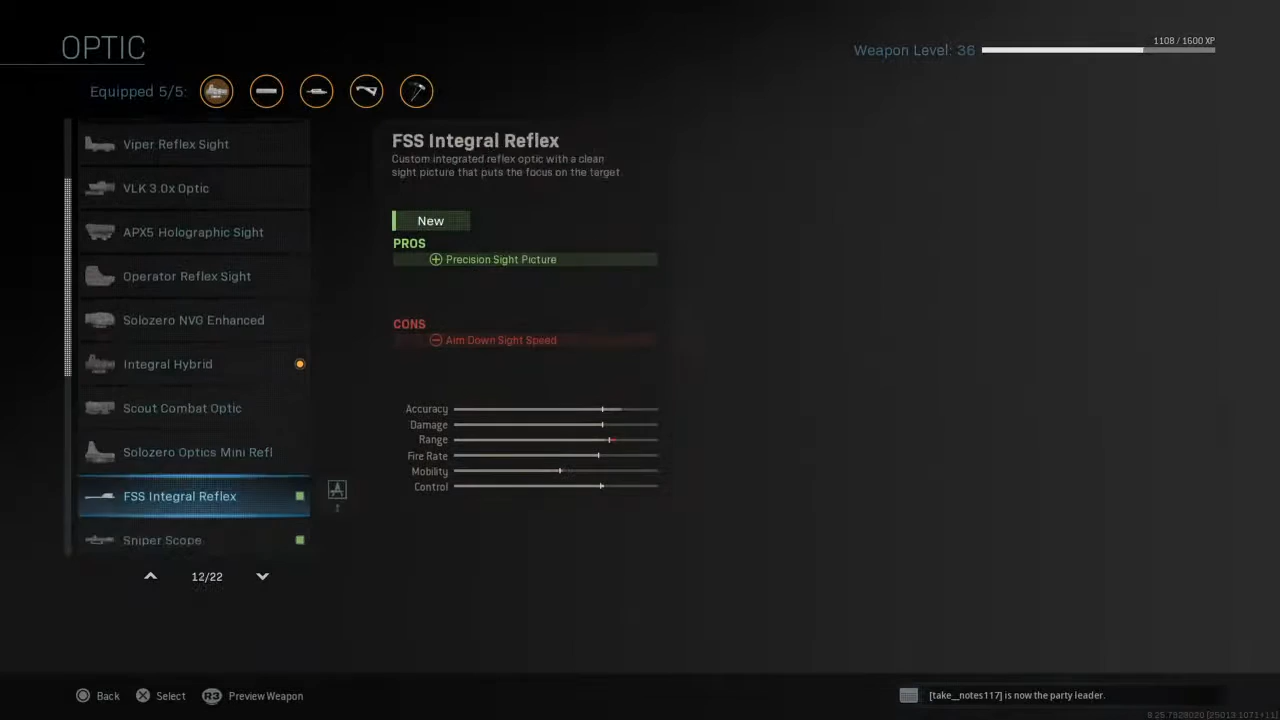 OPTIC
Weapon Level: 36
1108 / 1600 XP
Equipped 5/5:
Viper Reflex Sight
VLK 3.0x Optic
APX5 Holographic Sight
Operator Reflex Sight
Solozero NVG Enhanced
Integral Hybrid
Scout Combat Optic
Solozero Optics Mini Refl
FSS Integral Reflex
Sniper Scope
12/22
FSS Integral Reflex
Custom integrated reflex optic with a clean
sight picture that puts the focus on the target.
New
PROS
Precision Sight Picture
CONS
Aim Down Sight Speed
Accuracy
Damage
Range
Fire Rate
Mobility
Control
Back
Select
R3 Preview Weapon
[take_notes117] is now the party leader.